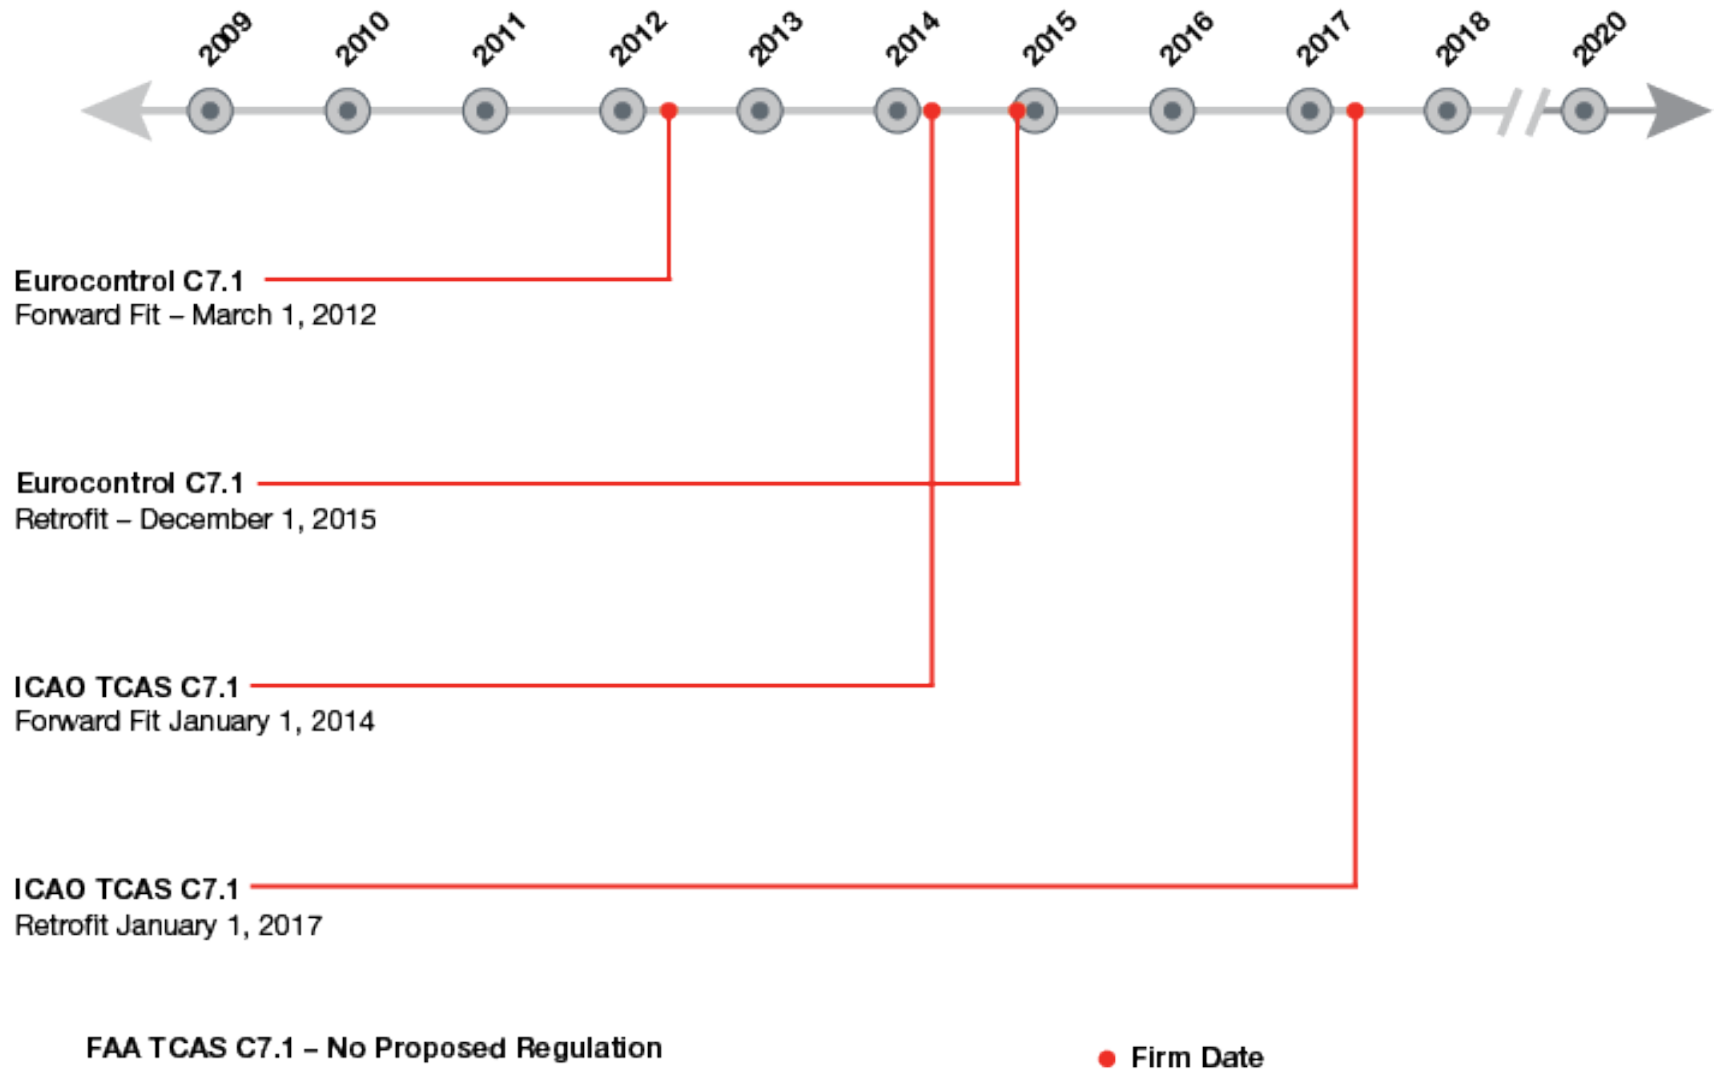 2009
2010
2011
2012
2013
2014
2015
2016
2017
2018
2020
Eurocontrol C7.1
Forward Fit – March 1, 2012
Eurocontrol C7.1
Retrofit – December 1, 2015
ICAO TCAS C7.1
Forward Fit January 1, 2014
ICAO TCAS C7.1
Retrofit January 1, 2017
FAA TCAS C7.1 – No Proposed Regulation
Firm Date